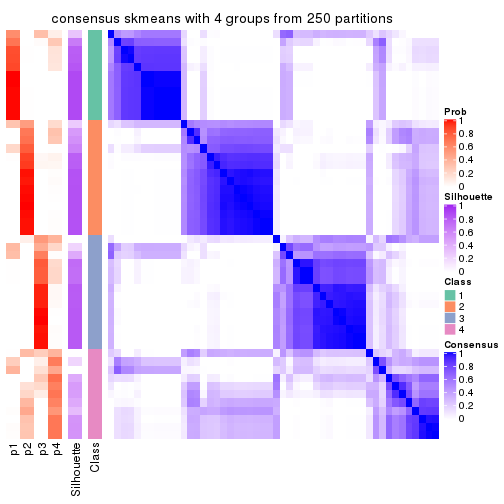 consensus skmeans with 4 groups from 250 partitions
Prob
1
0.8
0.6
0.4
0.2
0
Silhouette
1
0.8
0.6
0.4
0.2
0
Class
1
2
3
4
Consensus
1
0.8
0.6
0.4
0.2
0
p1
p2
p3
p4
Silhouette
Class